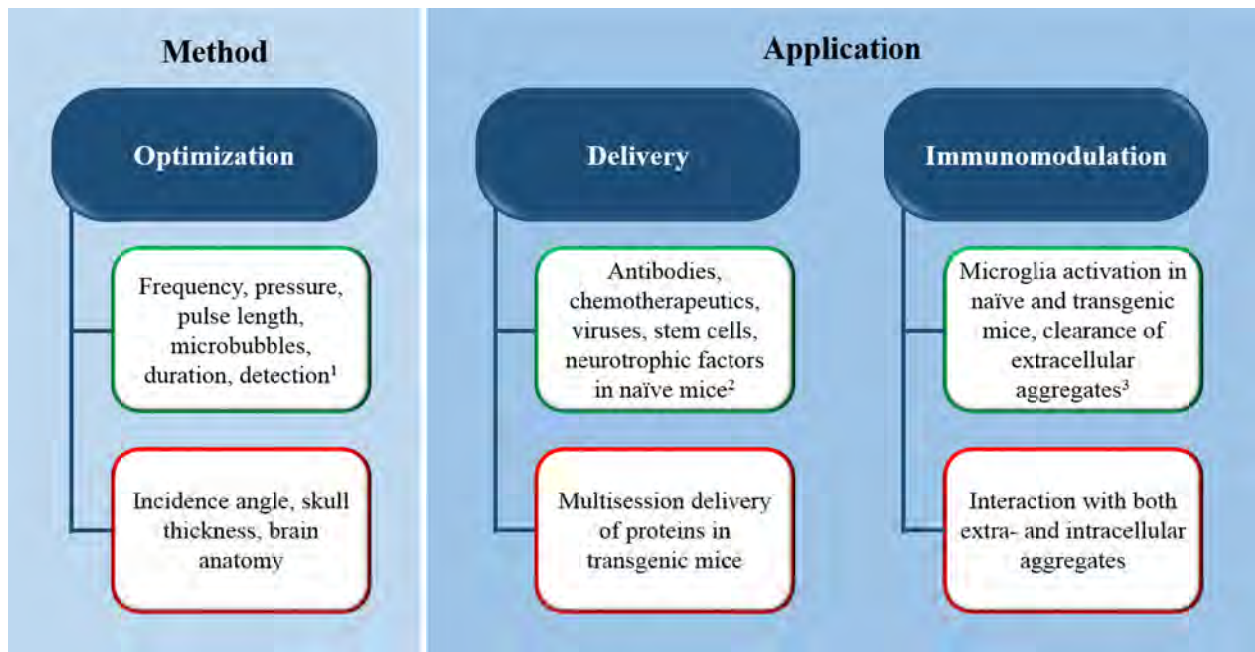 Method
Application
Optimization
Delivery
Immunomodulation
Frequency, pressure,
pulse length,
microbubbles,
duration, detection¹
Antibodies,
chemotherapeutics,
viruses, stem cells,
neurotrophic factors
in naïve mice²
Microglia activation in
naïve and transgenic
mice, clearance of
extracellular
aggregates³
Incidence angle, skull
thickness, brain
anatomy
Multisession delivery
of proteins in
transgenic mice
Interaction with both
extra- and intracellular
aggregates